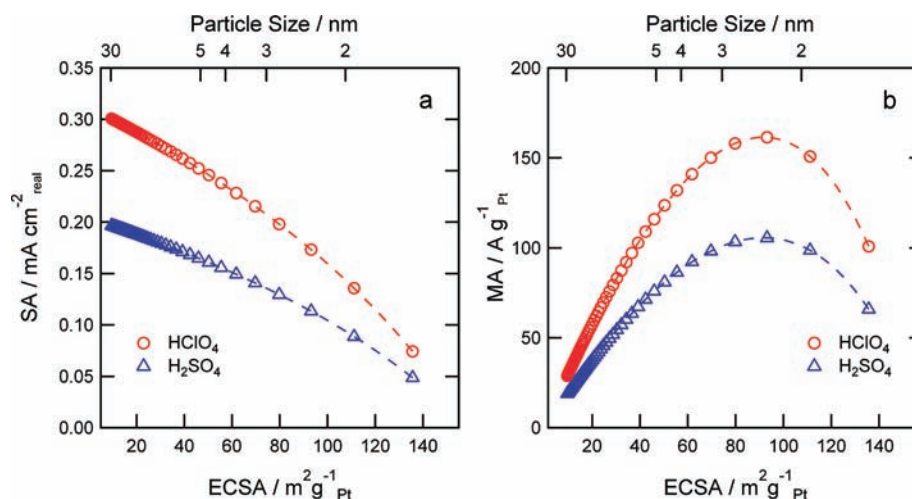 Particle Size / nm
30 5 4 3 2
0.35
0.30
0.25
0.20
0.15
0.10
0.05
0.00
SA / mA cm⁻²real
a
HClO₄
H₂SO₄
20 40 60 80 100 120 140
ECSA / m²g⁻¹Pt
Particle Size / nm
30 5 4 3 2
200
150
100
50
0
MA / A g⁻¹Pt
b
HClO₄
H₂SO₄
20 40 60 80 100 120 140
ECSA / m²g⁻¹Pt